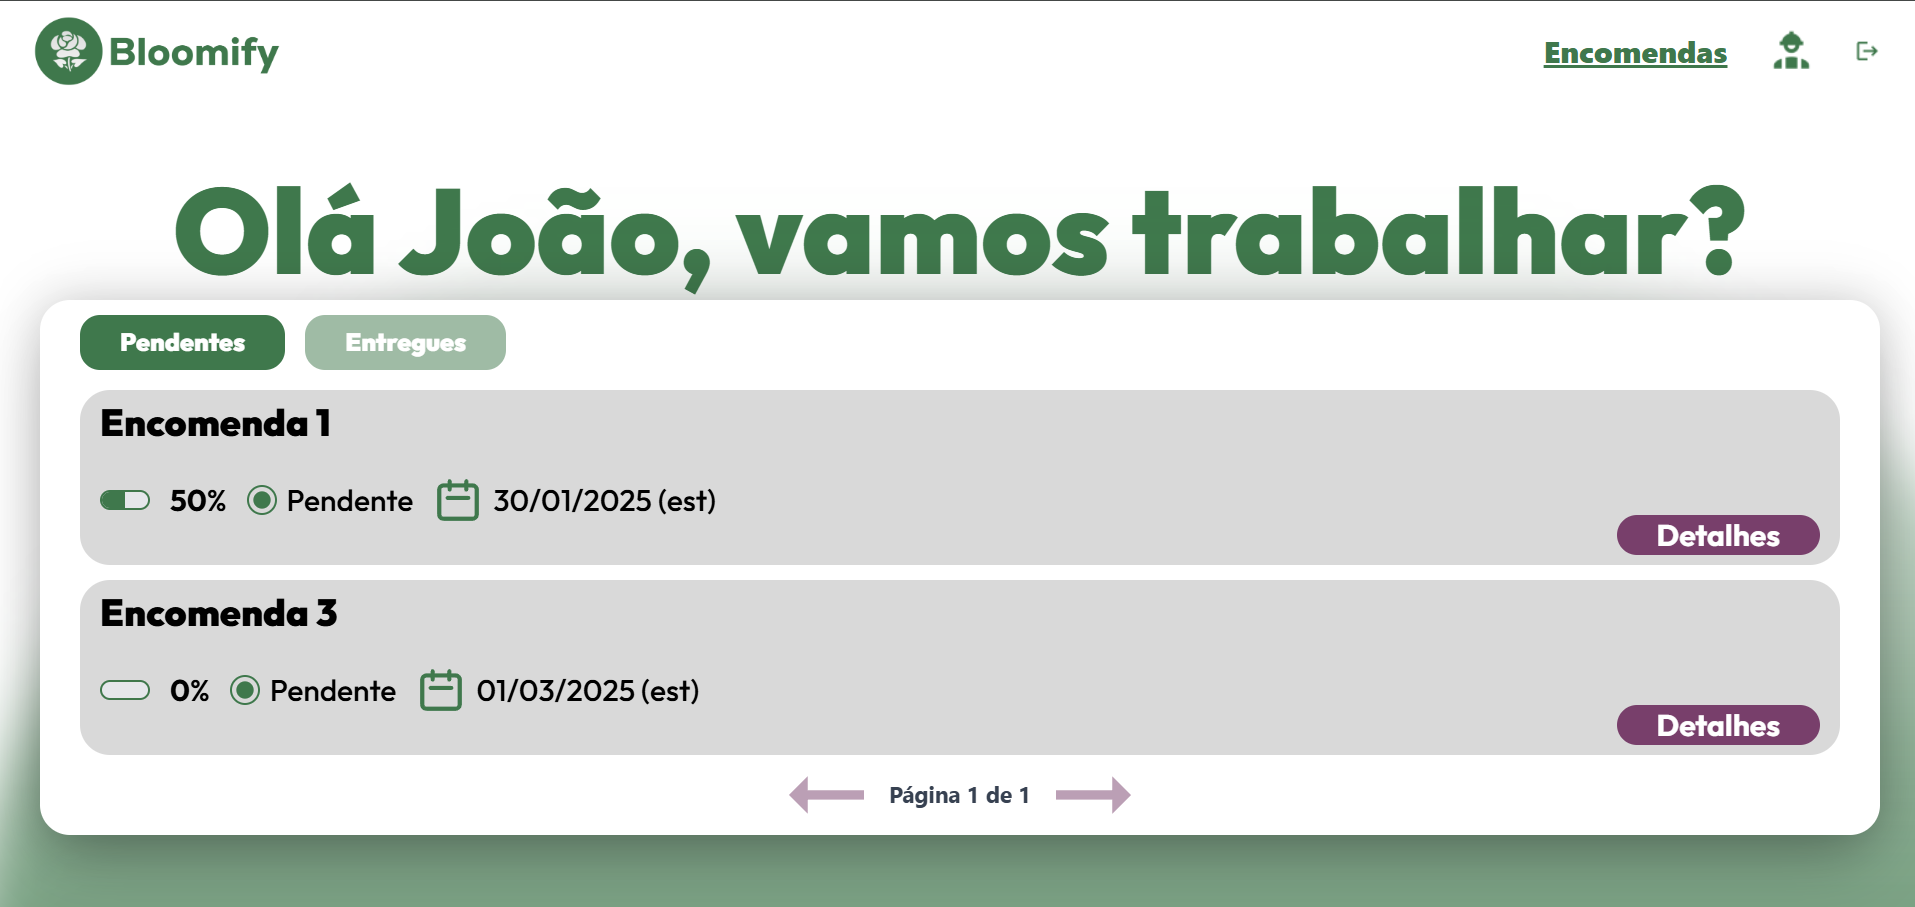 Bloomify
Encomendas
Olá João, vamos trabalhar?
Pendentes
Entregues
Encomenda 1
50% Pendente 30/01/2025 (est)
Detalhes
Encomenda 3
0% Pendente 01/03/2025 (est)
Detalhes
Página 1 de 1